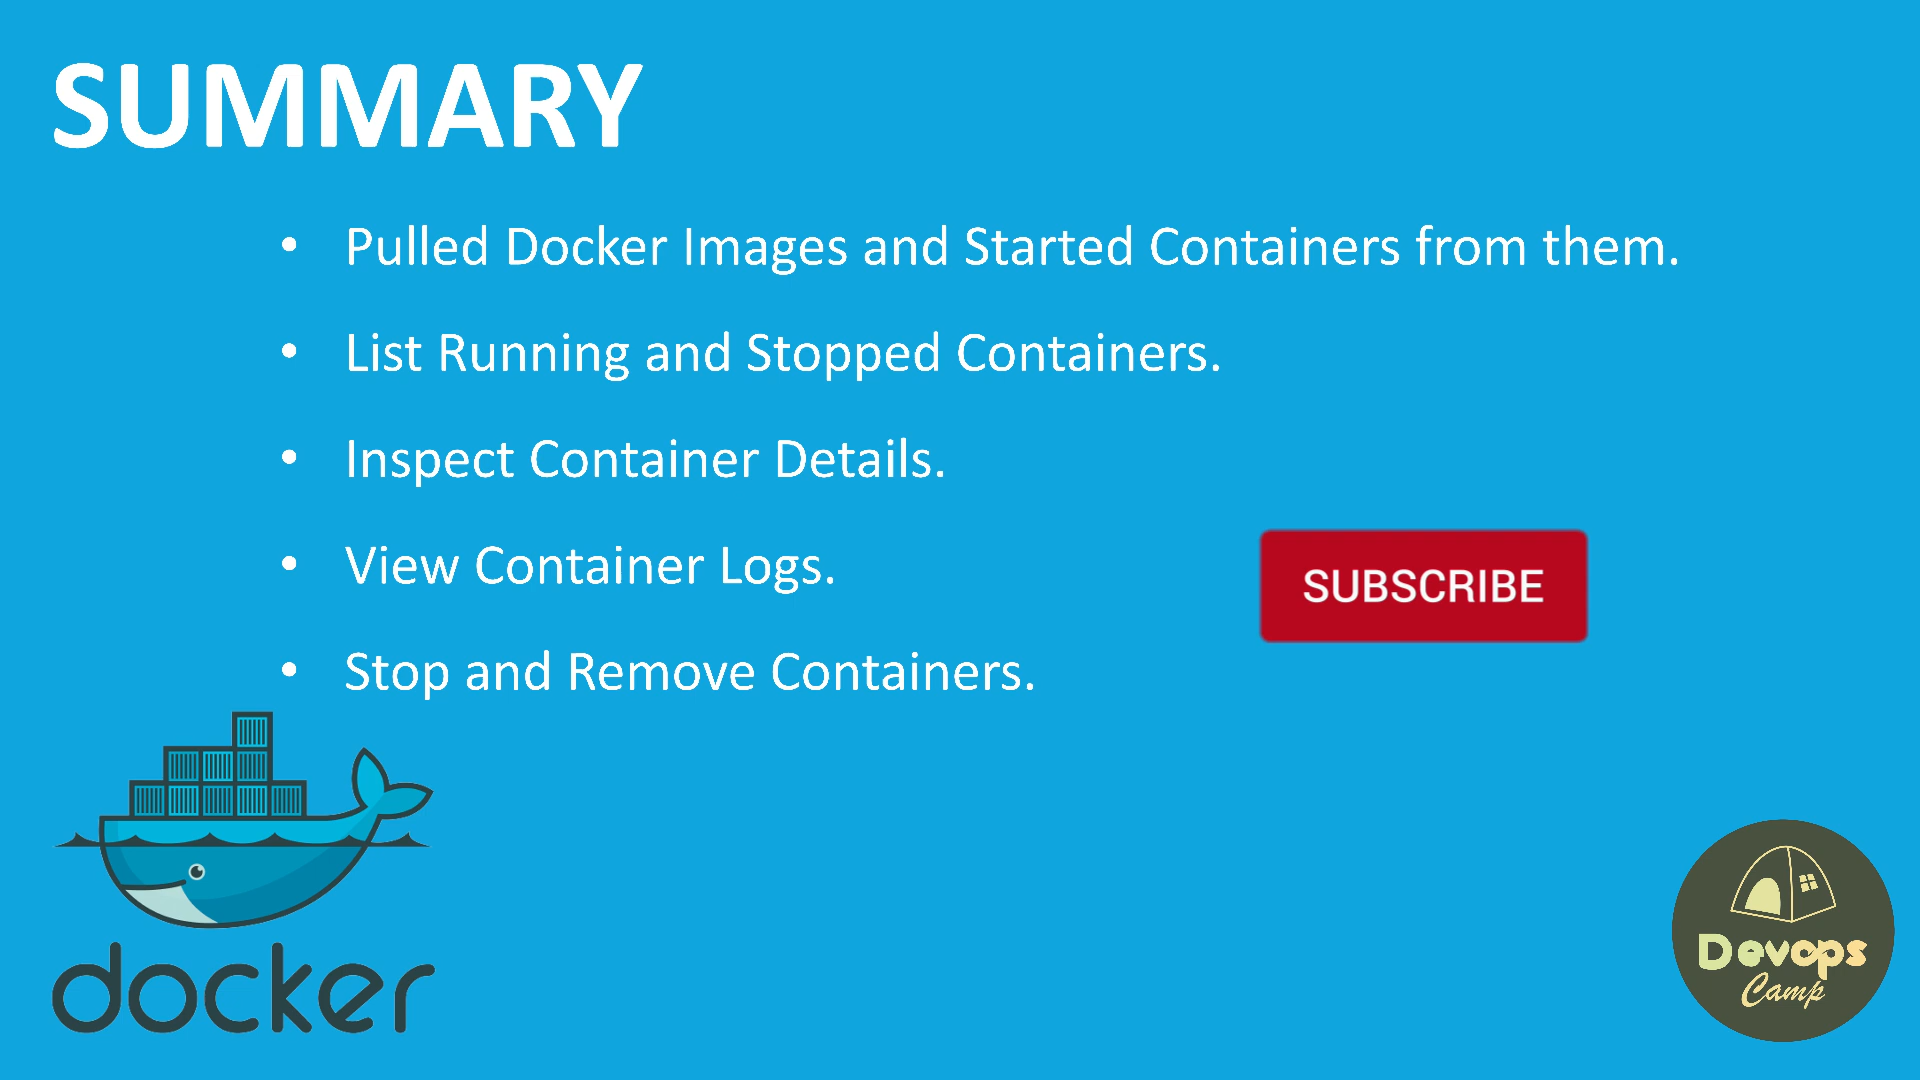 SUMMARY
• Pulled Docker Images and Started Containers from them.
• List Running and Stopped Containers.
• Inspect Container Details.
• View Container Logs.
• Stop and Remove Containers.
SUBSCRIBE
docker
Devops
Camp